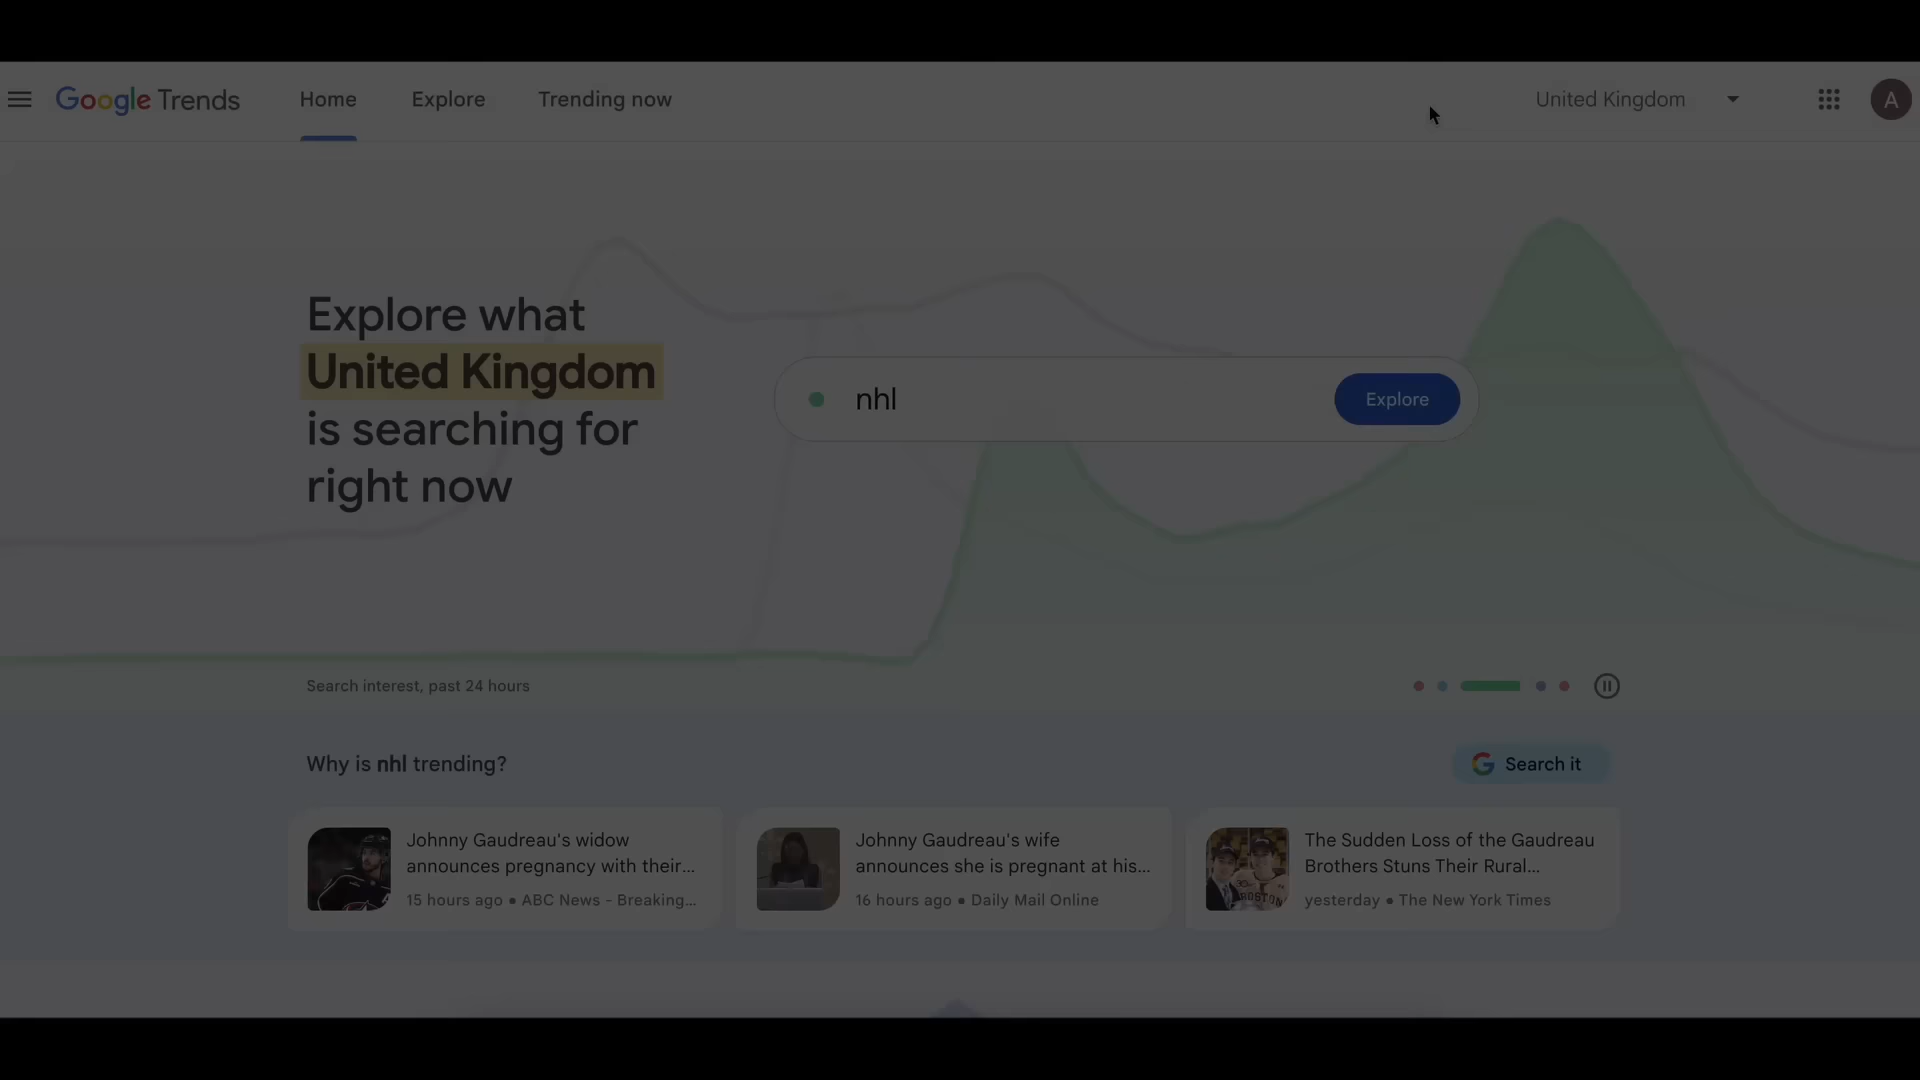 Google Trends
Home
Explore
Trending now
United Kingdom
A
Explore what
United Kingdom
is searching for
right now
nhl
Explore
Search interest, past 24 hours
Why is nhl trending?
Search it
Johnny Gaudreau's widow
announces pregnancy with their...
15 hours ago • ABC News - Breaking...
Johnny Gaudreau's wife
announces she is pregnant at his...
16 hours ago • Daily Mail Online
The Sudden Loss of the Gaudreau
Brothers Stuns Their Rural...
yesterday • The New York Times